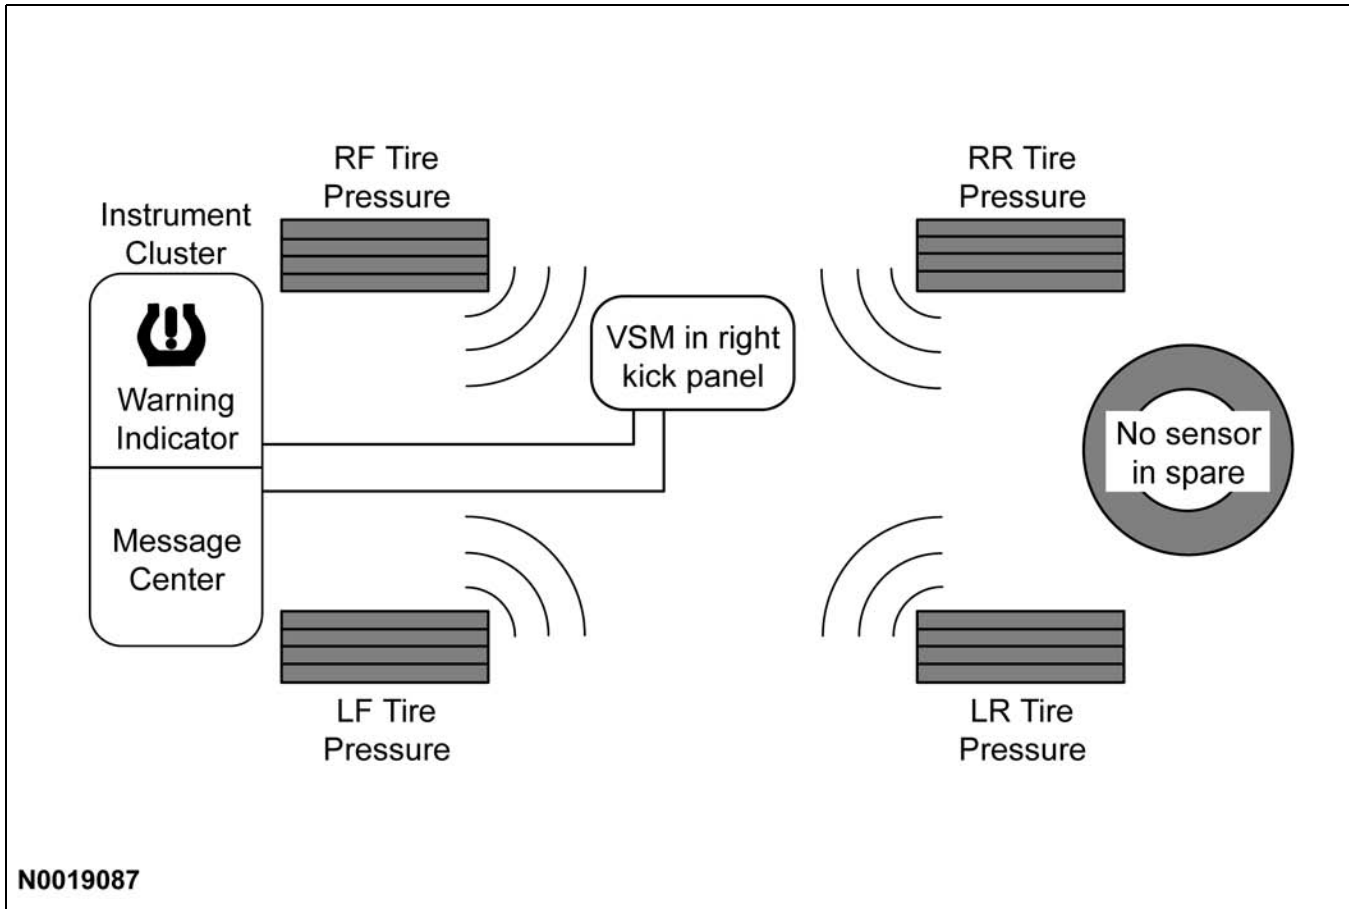 RF Tire
Pressure
RR Tire
Pressure
Instrument
Cluster
Warning
Indicator
VSM in right
kick panel
No sensor
in spare
Message
Center
LF Tire
Pressure
LR Tire
Pressure
N0019087